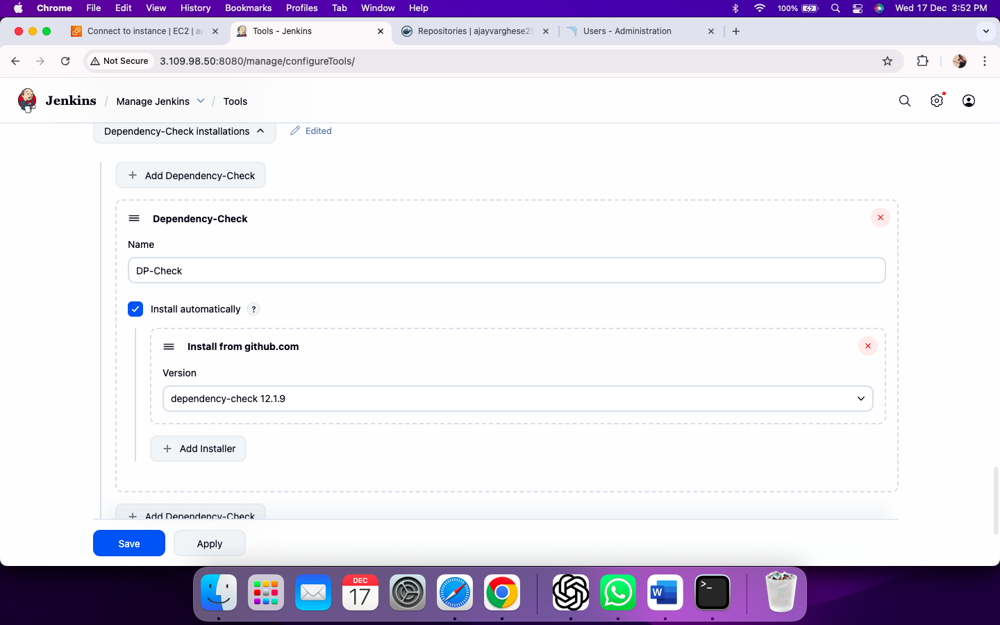 Chrome File Edit View History Bookmarks Profiles Tab Window Help 100% Wed 17 Dec 3:52 PM
Connect to instance | EC2 | ap Tools - Jenkins Repositories | ajayvarghese25 Users - Administration
Not Secure 3.109.98.50:8080/manage/configureTools/
Jenkins / Manage Jenkins / Tools
Dependency-Check installations Edited
+ Add Dependency-Check
Dependency-Check
Name
DP-Check
Install automatically ?
Install from github.com
Version
dependency-check 12.1.9
+ Add Installer
+ Add Dependency-Check
Save Apply
DEC
17
W
>_